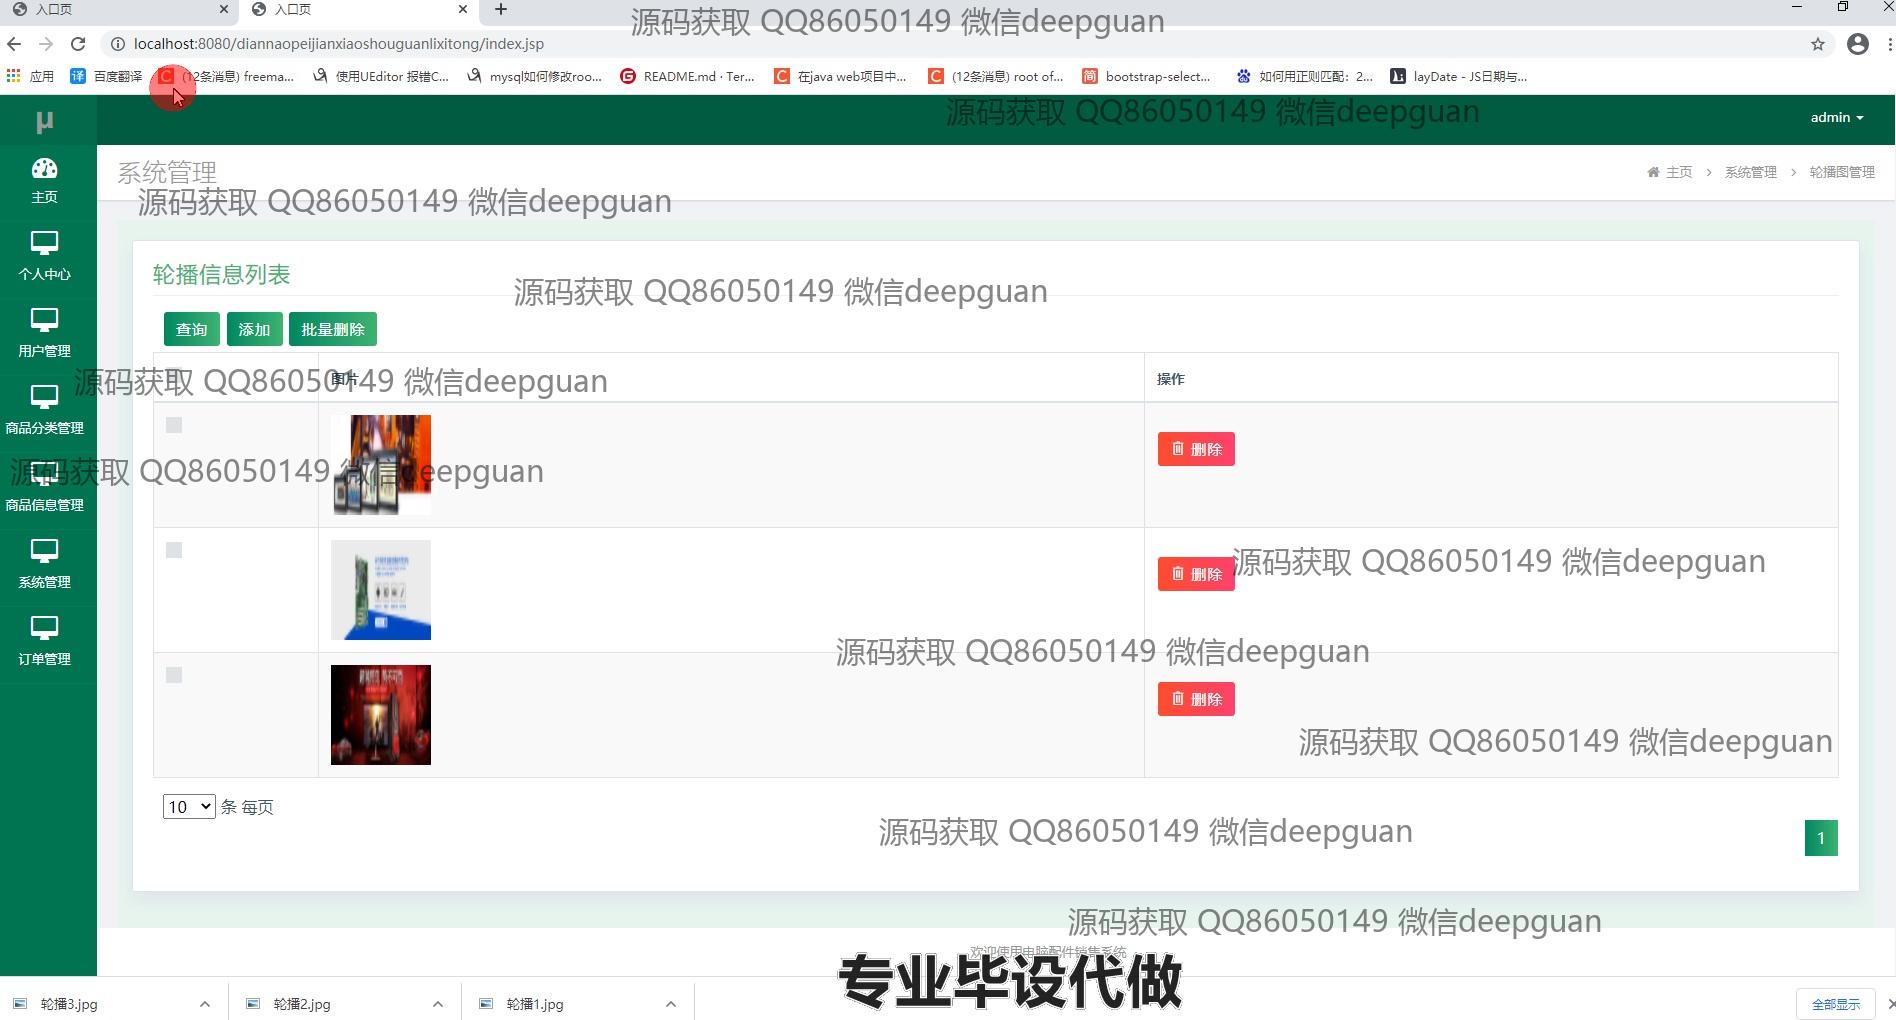 入口页
入口页
源码获取 QQ86050149 微信deepguan
localhost:8080/diannaopeijianxiaoshouguanlixitong/index.jsp
应用
百度翻译
(12条消息) freema...
使用UEditor 报错C...
mysql如何修改roo...
README.md · Ter...
在java web项目中...
(12条消息) root of...
bootstrap-select...
如何用正则匹配：2...
layDate - JS日期与...
源码获取 QQ86050149 微信deepguan
μ
admin
主页
系统管理
主页 > 系统管理 > 轮播图管理
源码获取 QQ86050149 微信deepguan
个人中心
轮播信息列表
源码获取 QQ86050149 微信deepguan
查询 添加 批量删除
用户管理
图片
操作
源码获取 QQ86050149 微信deepguan
商品分类管理
删除
源码获取 QQ86050149 微信deepguan
商品信息管理
删除
源码获取 QQ86050149 微信deepguan
系统管理
订单管理
源码获取 QQ86050149 微信deepguan
删除
源码获取 QQ86050149 微信deepguan
10 条 每页
源码获取 QQ86050149 微信deepguan
1
源码获取 QQ86050149 微信deepguan
欢迎使用电脑配件销售系统
专业毕设代做
轮播3.jpg
轮播2.jpg
轮播1.jpg
全部显示